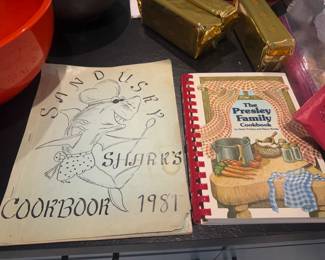 SANDUSKY
SHARK'S
COOKBOOK 1981
The
Presley
Family
Cookbook